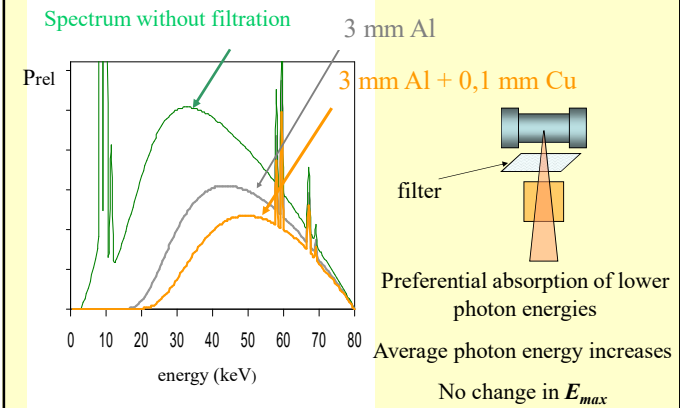 Spectrum without filtration
3 mm Al
Prel
3 mm Al + 0,1 mm Cu
filter
0 10 20 30 40 50 60 70 80
energy (keV)
Preferential absorption of lower
photon energies
Average photon energy increases
No change in Emax